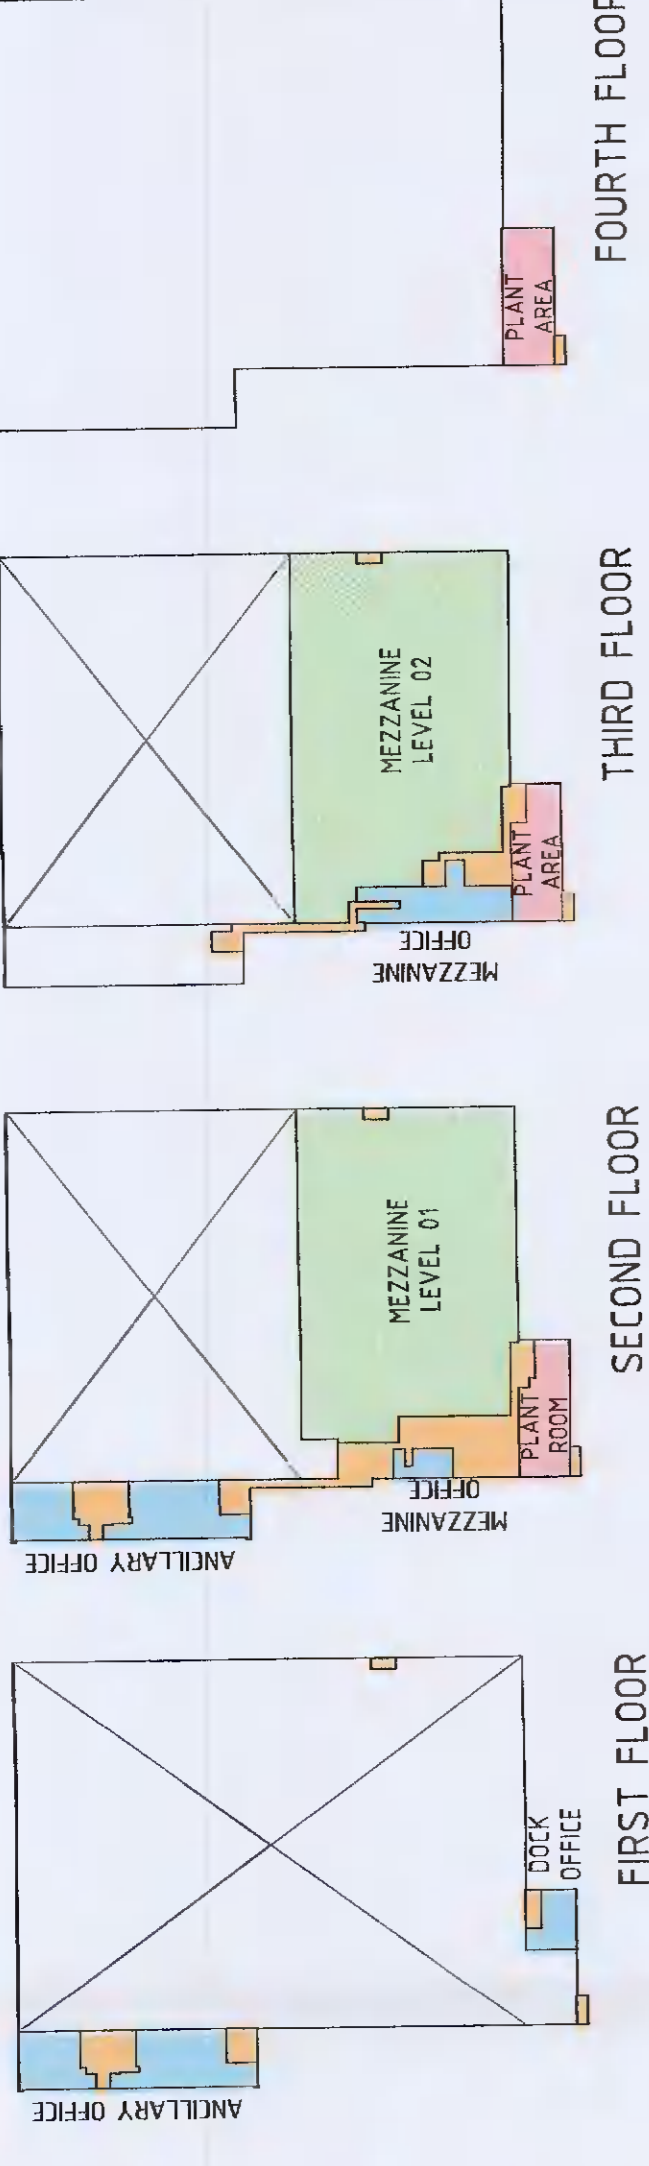 ANCILLARY OFFICE
DOCK
OFFICE
FIRST FLOOR
ANCILLARY OFFICE
MEZZANINE
OFFICE
MEZZANINE
LEVEL 01
PLANT
ROOM
SECOND FLOOR
MEZZANINE
OFFICE
MEZZANINE
LEVEL 02
PLANT
AREA
THIRD FLOOR
PLANT
AREA
FOURTH FLOOR